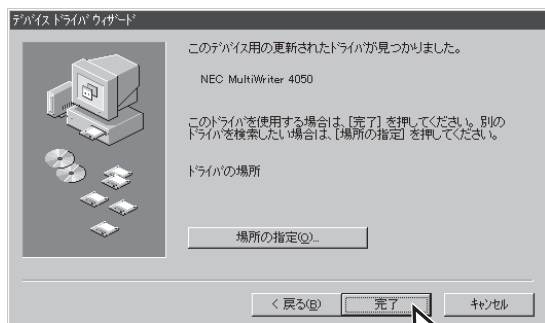 ﾃﾞﾊﾞｲｽ ﾄﾞﾗｲﾊﾞ ｳｨｻﾞｰﾄﾞ
このﾃﾞﾊﾞｲｽ用の更新されたﾄﾞﾗｲﾊﾞが見つかりました。
NEC MultiWriter 4050
このﾄﾞﾗｲﾊﾞを使用する場合は、[完了] を押してください。別の
ﾄﾞﾗｲﾊﾞを検索したい場合は、[場所の指定] を押してください。
ﾄﾞﾗｲﾊﾞの場所
場所の指定(O)...
< 戻る(B)
完了
ｷｬﾝｾﾙ